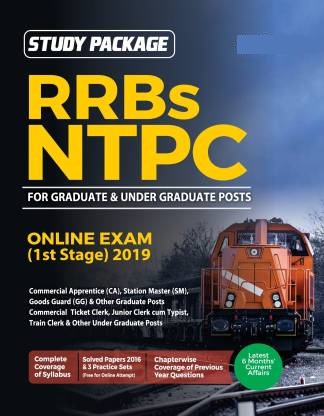 STUDY PACKAGE
RRBs
NTPC
FOR GRADUATE & UNDER GRADUATE POSTS
ONLINE EXAM
(1st Stage) 2019
Commercial Apprentice (CA), Station Master (SM),
Goods Guard (GG) & Other Graduate Posts
Commercial Ticket Clerk, Junior Clerk cum Typist,
Train Clerk & Other Under Graduate Posts
Complete
Coverage
of Syllabus
Solved Papers 2016
& 3 Practice Sets
(Free for Online Attempt)
Chapterwise
Coverage of Previous
Year Questions
Latest
6 Months'
Current
Affairs